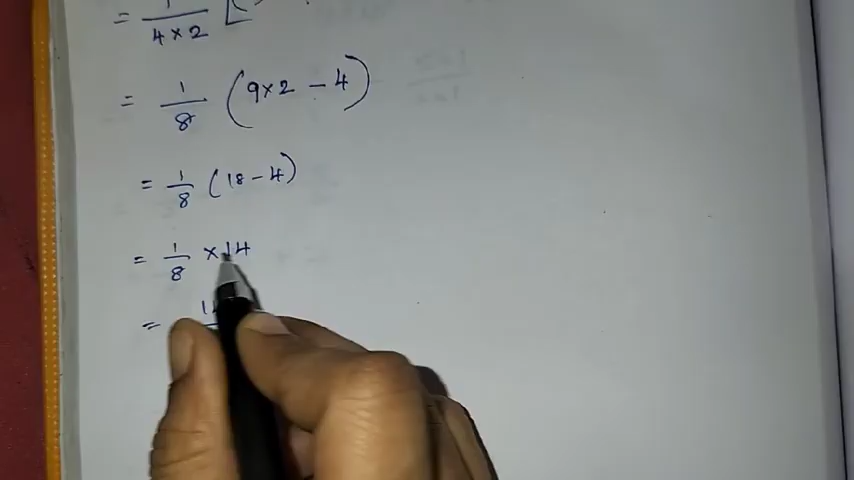 = 1/4×2 [(
= 1/8 (9×2 − 4)
= 1/8 (18 − 4)
= 1/8 × 14
=